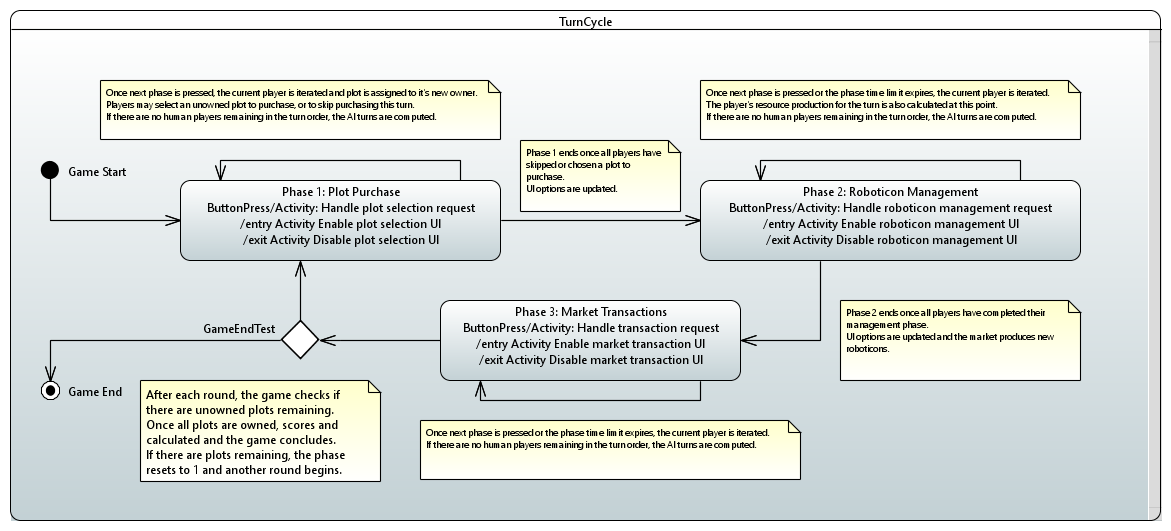 TurnCycle
Once next phase is pressed, the current player is iterated and plot is assigned to it's new owner.
Players may select an unowned plot to purchase, or to skip purchasing this turn.
If there are no human players remaining in the turn order, the AI turns are computed.
Once next phase is pressed or the phase time limit expires, the current player is iterated.
The player's resource production for the turn is also calculated at this point.
If there are no human players remaining in the turn order, the AI turns are computed.
Phase 1 ends once all players have
skipped or chosen a plot to
purchase.
UI options are updated.
Game Start
Phase 1: Plot Purchase
ButtonPress/Activity: Handle plot selection request
/entry Activity Enable plot selection UI
/exit Activity Disable plot selection UI
Phase 2: Roboticon Management
ButtonPress/Activity: Handle roboticon management request
/entry Activity Enable roboticon management UI
/exit Activity Disable roboticon management UI
Phase 3: Market Transactions
ButtonPress/Activity: Handle transaction request
/entry Activity Enable market transaction UI
/exit Activity Disable market transaction UI
Phase 2 ends once all players have completed their
management phase.
UI options are updated and the market produces new
roboticons.
GameEndTest
Game End
After each round, the game checks if
there are unowned plots remaining.
Once all plots are owned, scores and
calculated and the game concludes.
If there are plots remaining, the phase
resets to 1 and another round begins.
Once next phase is pressed or the phase time limit expires, the current player is iterated.
If there are no human players remaining in the turn order, the AI turns are computed.